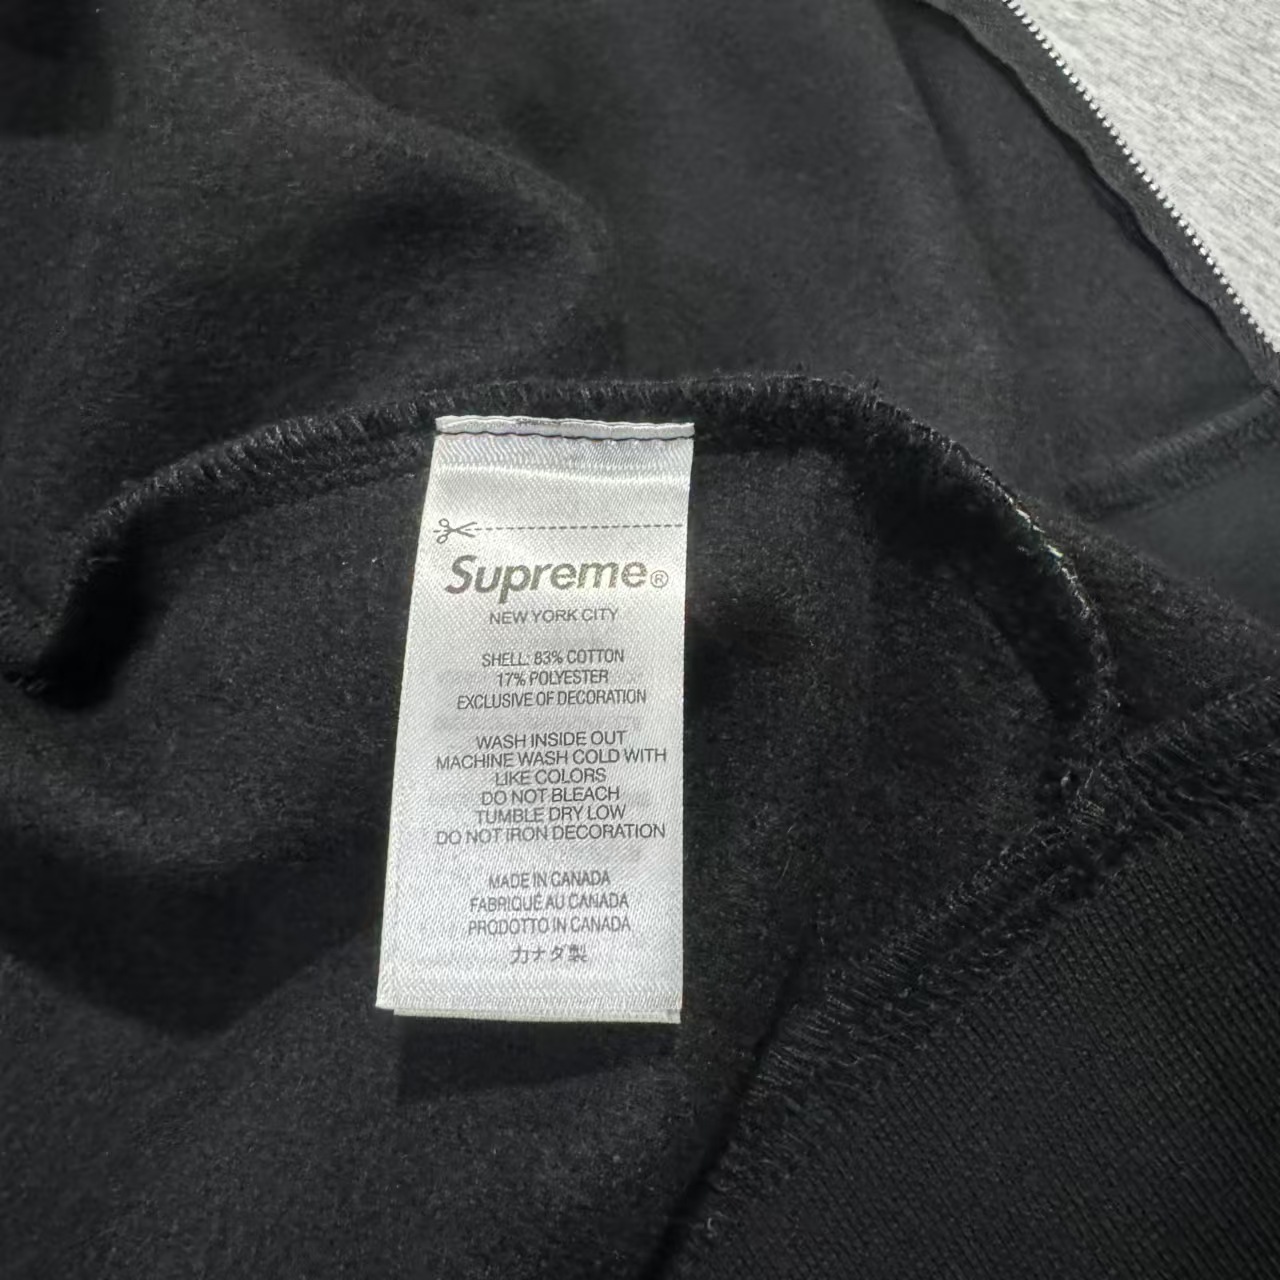 Supreme®
NEW YORK CITY
SHELL: 83% COTTON
17% POLYESTER
EXCLUSIVE OF DECORATION
WASH INSIDE OUT
MACHINE WASH COLD WITH
LIKE COLORS
DO NOT BLEACH
TUMBLE DRY LOW
DO NOT IRON DECORATION
MADE IN CANADA
FABRIQUÉ AU CANADA
PRODOTTO IN CANADA
カナダ製